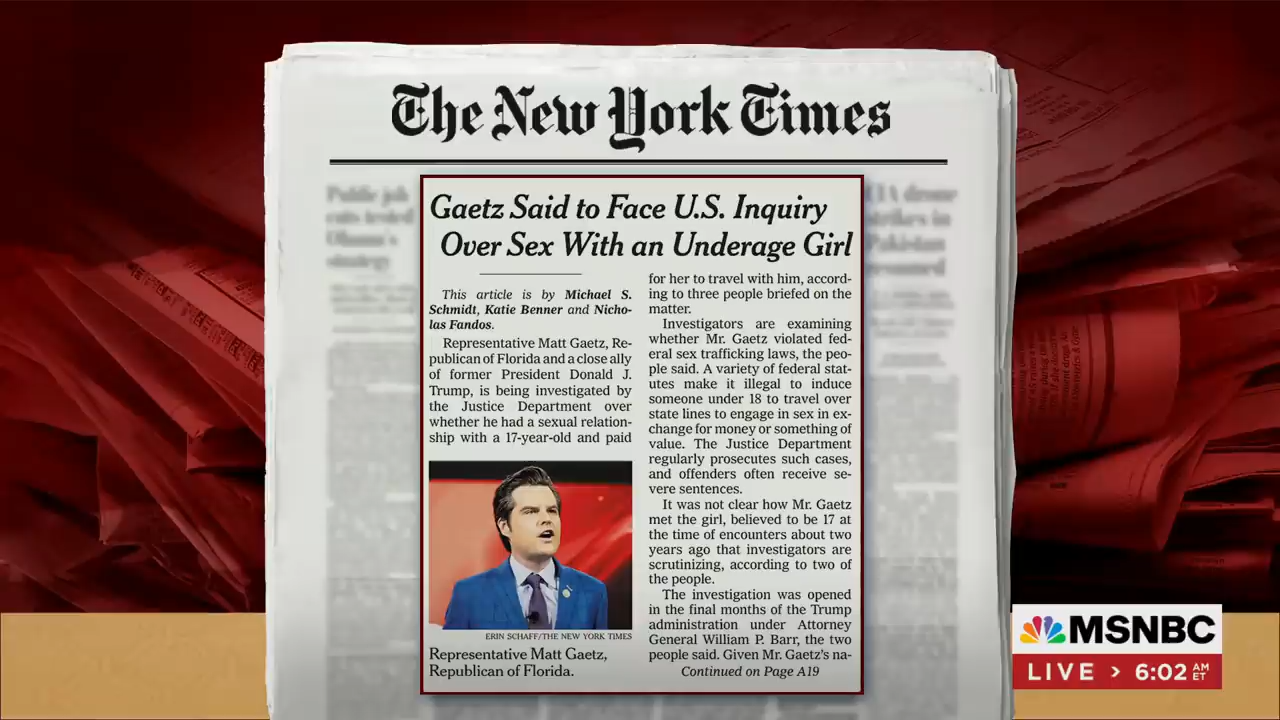 The New York Times
Public job
Obama's
strategy
Gaetz Said to Face U.S. Inquiry
Over Sex With an Underage Girl
This article is by Michael S.
Schmidt, Katie Benner and Nicho-
las Fandos.
Representative Matt Gaetz, Re-
publican of Florida and a close ally
of former President Donald J.
Trump, is being investigated by
the Justice Department over
whether he had a sexual relation-
ship with a 17-year-old and paid
ERIN SCHAFF/THE NEW YORK TIMES
Representative Matt Gaetz,
Republican of Florida.
for her to travel with him, accord-
ing to three people briefed on the
matter.
Investigators are examining
whether Mr. Gaetz violated fed-
eral sex trafficking laws, the peo-
ple said. A variety of federal stat-
utes make it illegal to induce
someone under 18 to travel over
state lines to engage in sex in ex-
change for money or something of
value. The Justice Department
regularly prosecutes such cases,
and offenders often receive se-
vere sentences.
It was not clear how Mr. Gaetz
met the girl, believed to be 17 at
the time of encounters about two
years ago that investigators are
scrutinizing, according to two of
the people.
The investigation was opened
in the final months of the Trump
administration under Attorney
General William P. Barr, the two
people said. Given Mr. Gaetz's na-
Continued on Page A19
drone
strikes in
Pakistan
MSNBC
LIVE > 6:02 AM ET